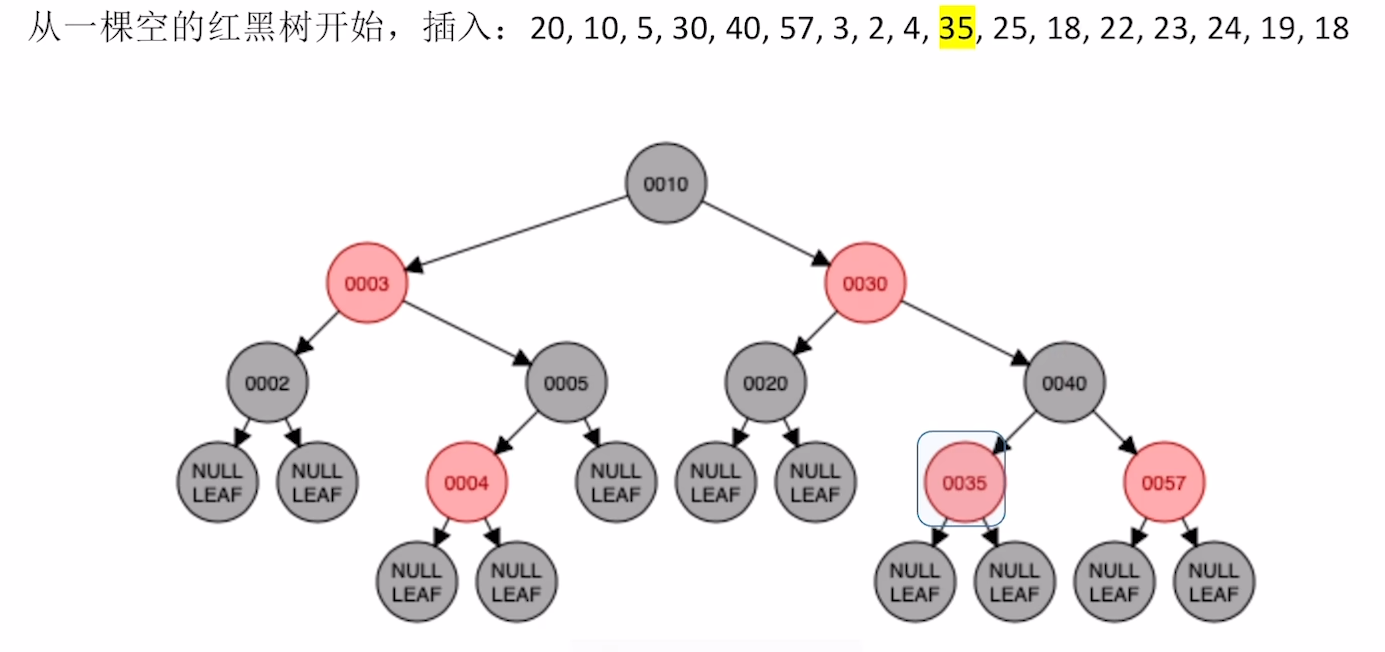 从一棵空的红黑树开始，插入：20, 10, 5, 30, 40, 57, 3, 2, 4, 35, 25, 18, 22, 23, 24, 19, 18
0010
0003
0030
0002
0005
0020
0040
NULL
LEAF
NULL
LEAF
0004
NULL
LEAF
NULL
LEAF
NULL
LEAF
0035
0057
NULL
LEAF
NULL
LEAF
NULL
LEAF
NULL
LEAF
NULL
LEAF
NULL
LEAF